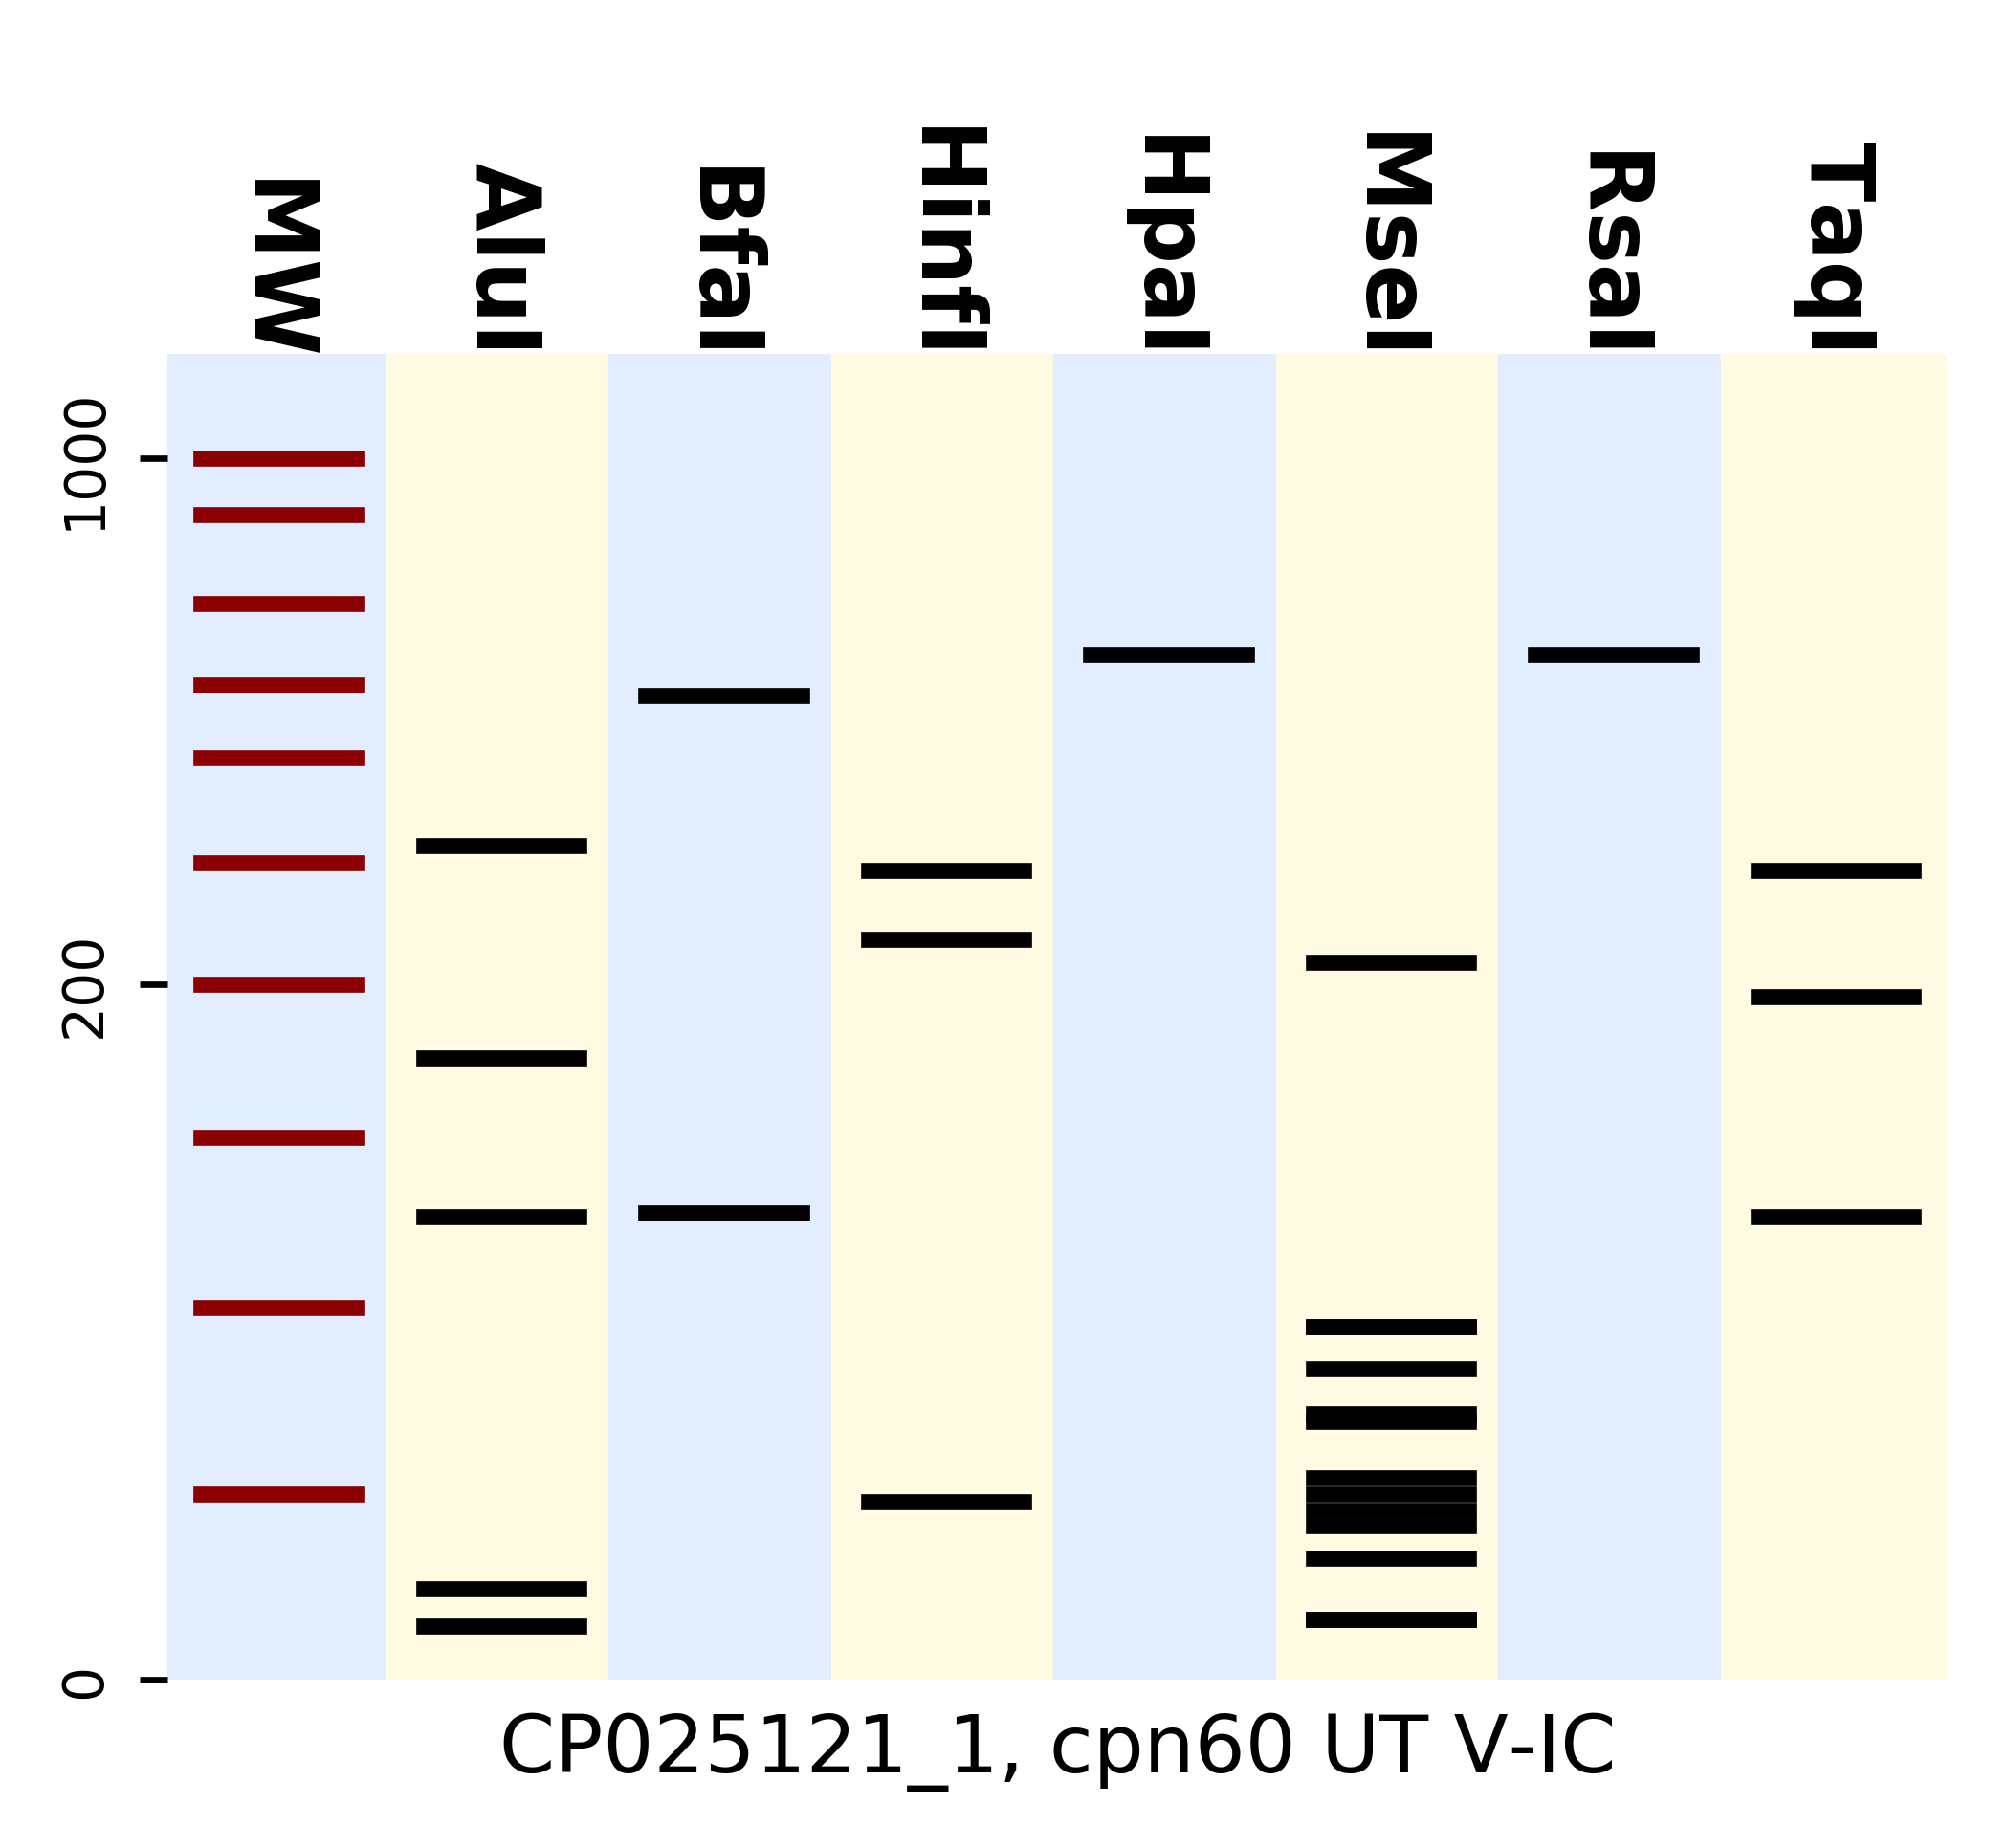 MW
AluI
BfaI
HinfI
HpaI
MseI
RsaI
TaqI
1000
200
0
CP025121_1, cpn60 UT V-IC